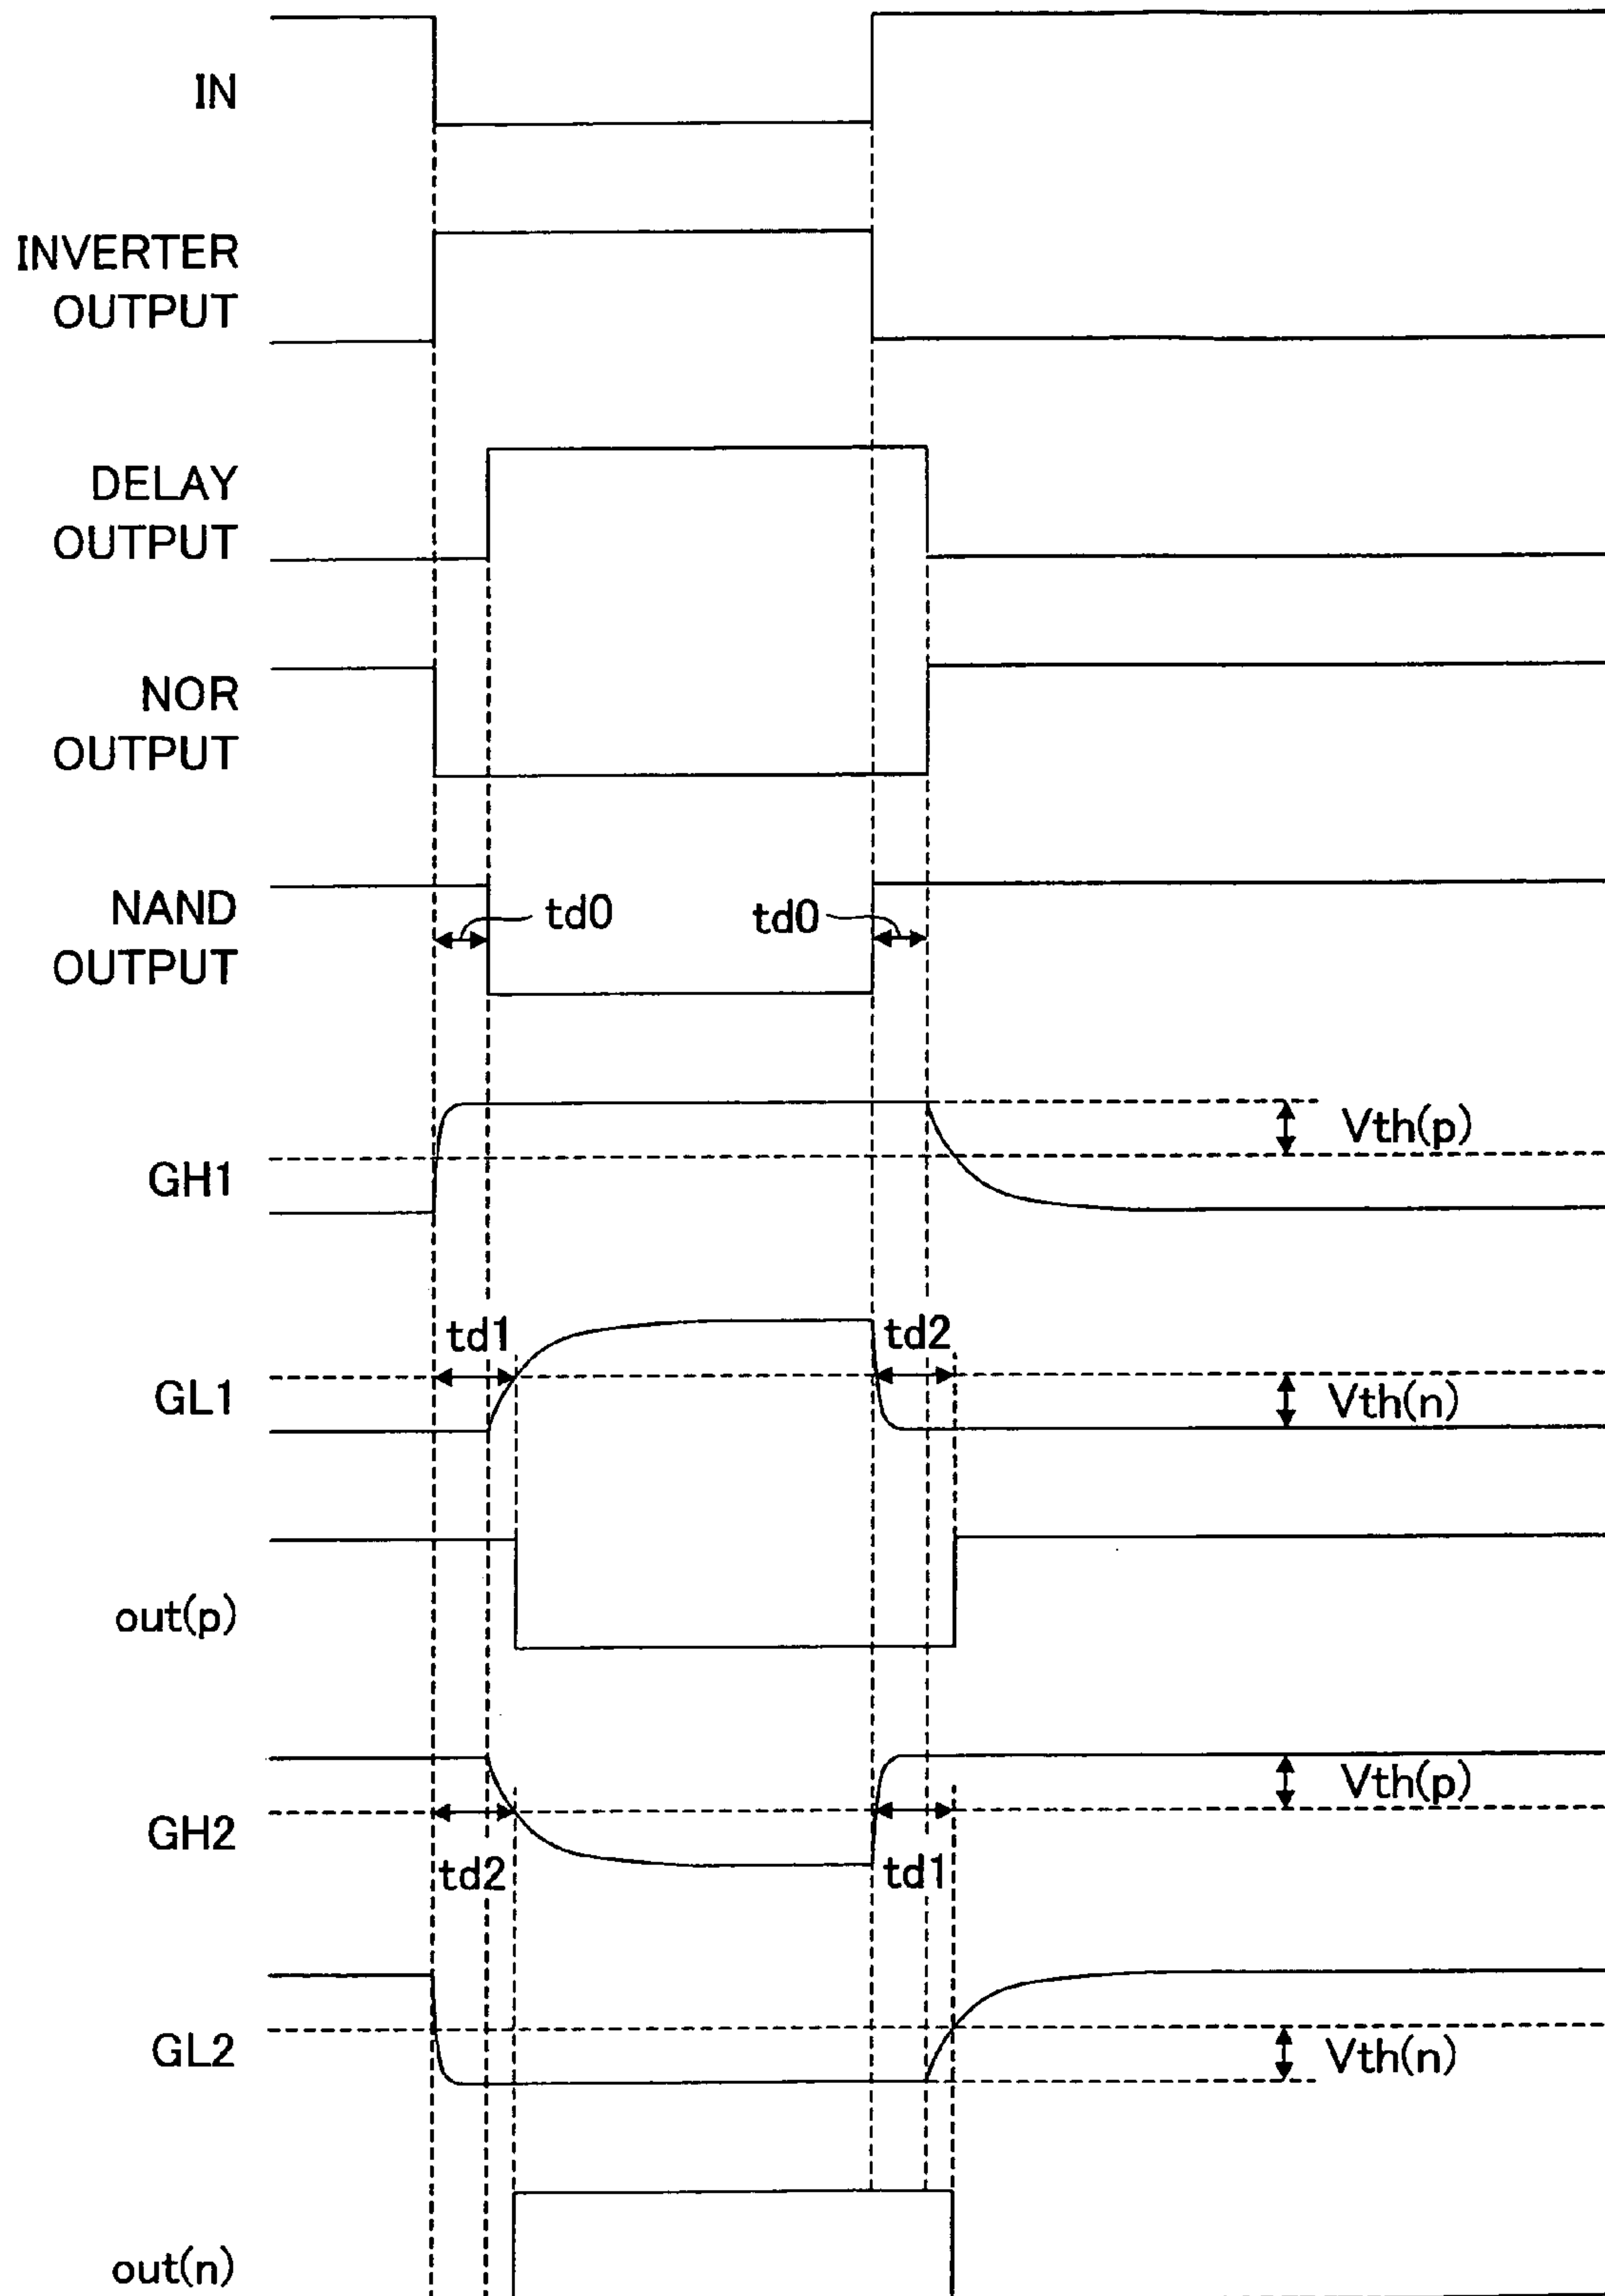 IN
INVERTER
OUTPUT
DELAY
OUTPUT
NOR
OUTPUT
NAND
OUTPUT
td0
td0
GH1
Vth(p)
GL1
td1
td2
Vth(n)
out(p)
GH2
td2
td1
Vth(p)
GL2
Vth(n)
out(n)